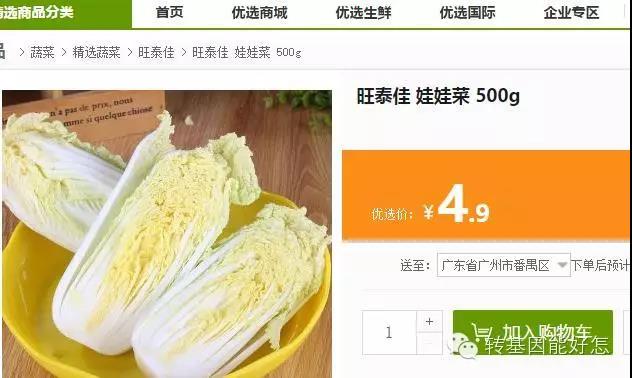 精选商品分类
首页
优选商城
优选生鲜
优选国际
企业专区
品 > 蔬菜 > 精选蔬菜 > 旺泰佳 > 旺泰佳 娃娃菜 500g
n'a pas de prix, nous
em si quelque chose
旺泰佳 娃娃菜 500g
优选价: ¥4.9
送至: 广东省广州市番禺区 下单后预计
1
+
加入购物车
转基因能好怎